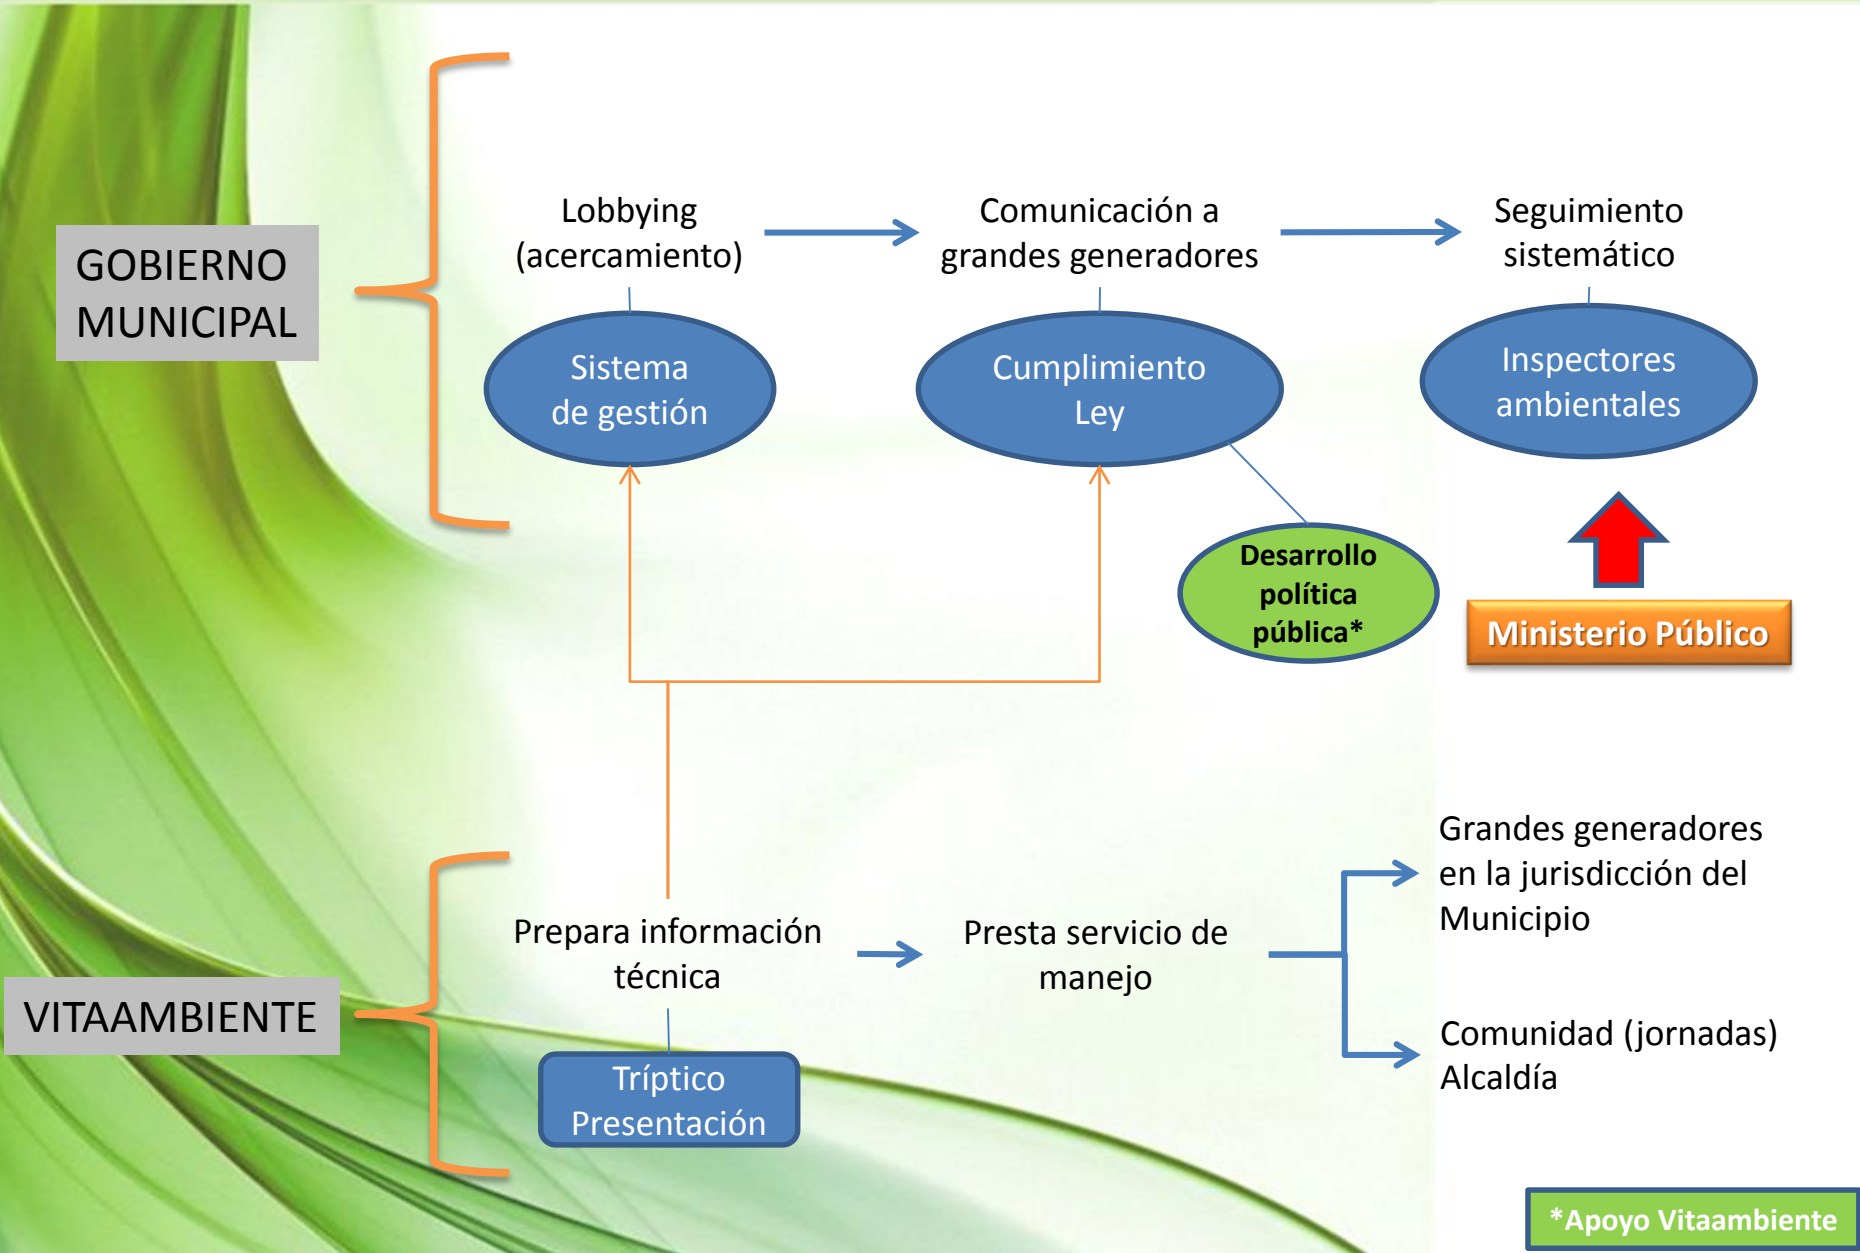 GOBIERNO
MUNICIPAL
Lobbying
(acercamiento)
Comunicación a
grandes generadores
Seguimiento
sistemático
Sistema
de gestión
Cumplimiento
Ley
Inspectores
ambientales
Desarrollo
política
pública*
Ministerio Público
VITAAMBIENTE
Prepara información
técnica
Presta servicio de
manejo
Grandes generadores
en la jurisdicción del
Municipio
Comunidad (jornadas)
Alcaldía
Tríptico
Presentación
*Apoyo Vitaambiente